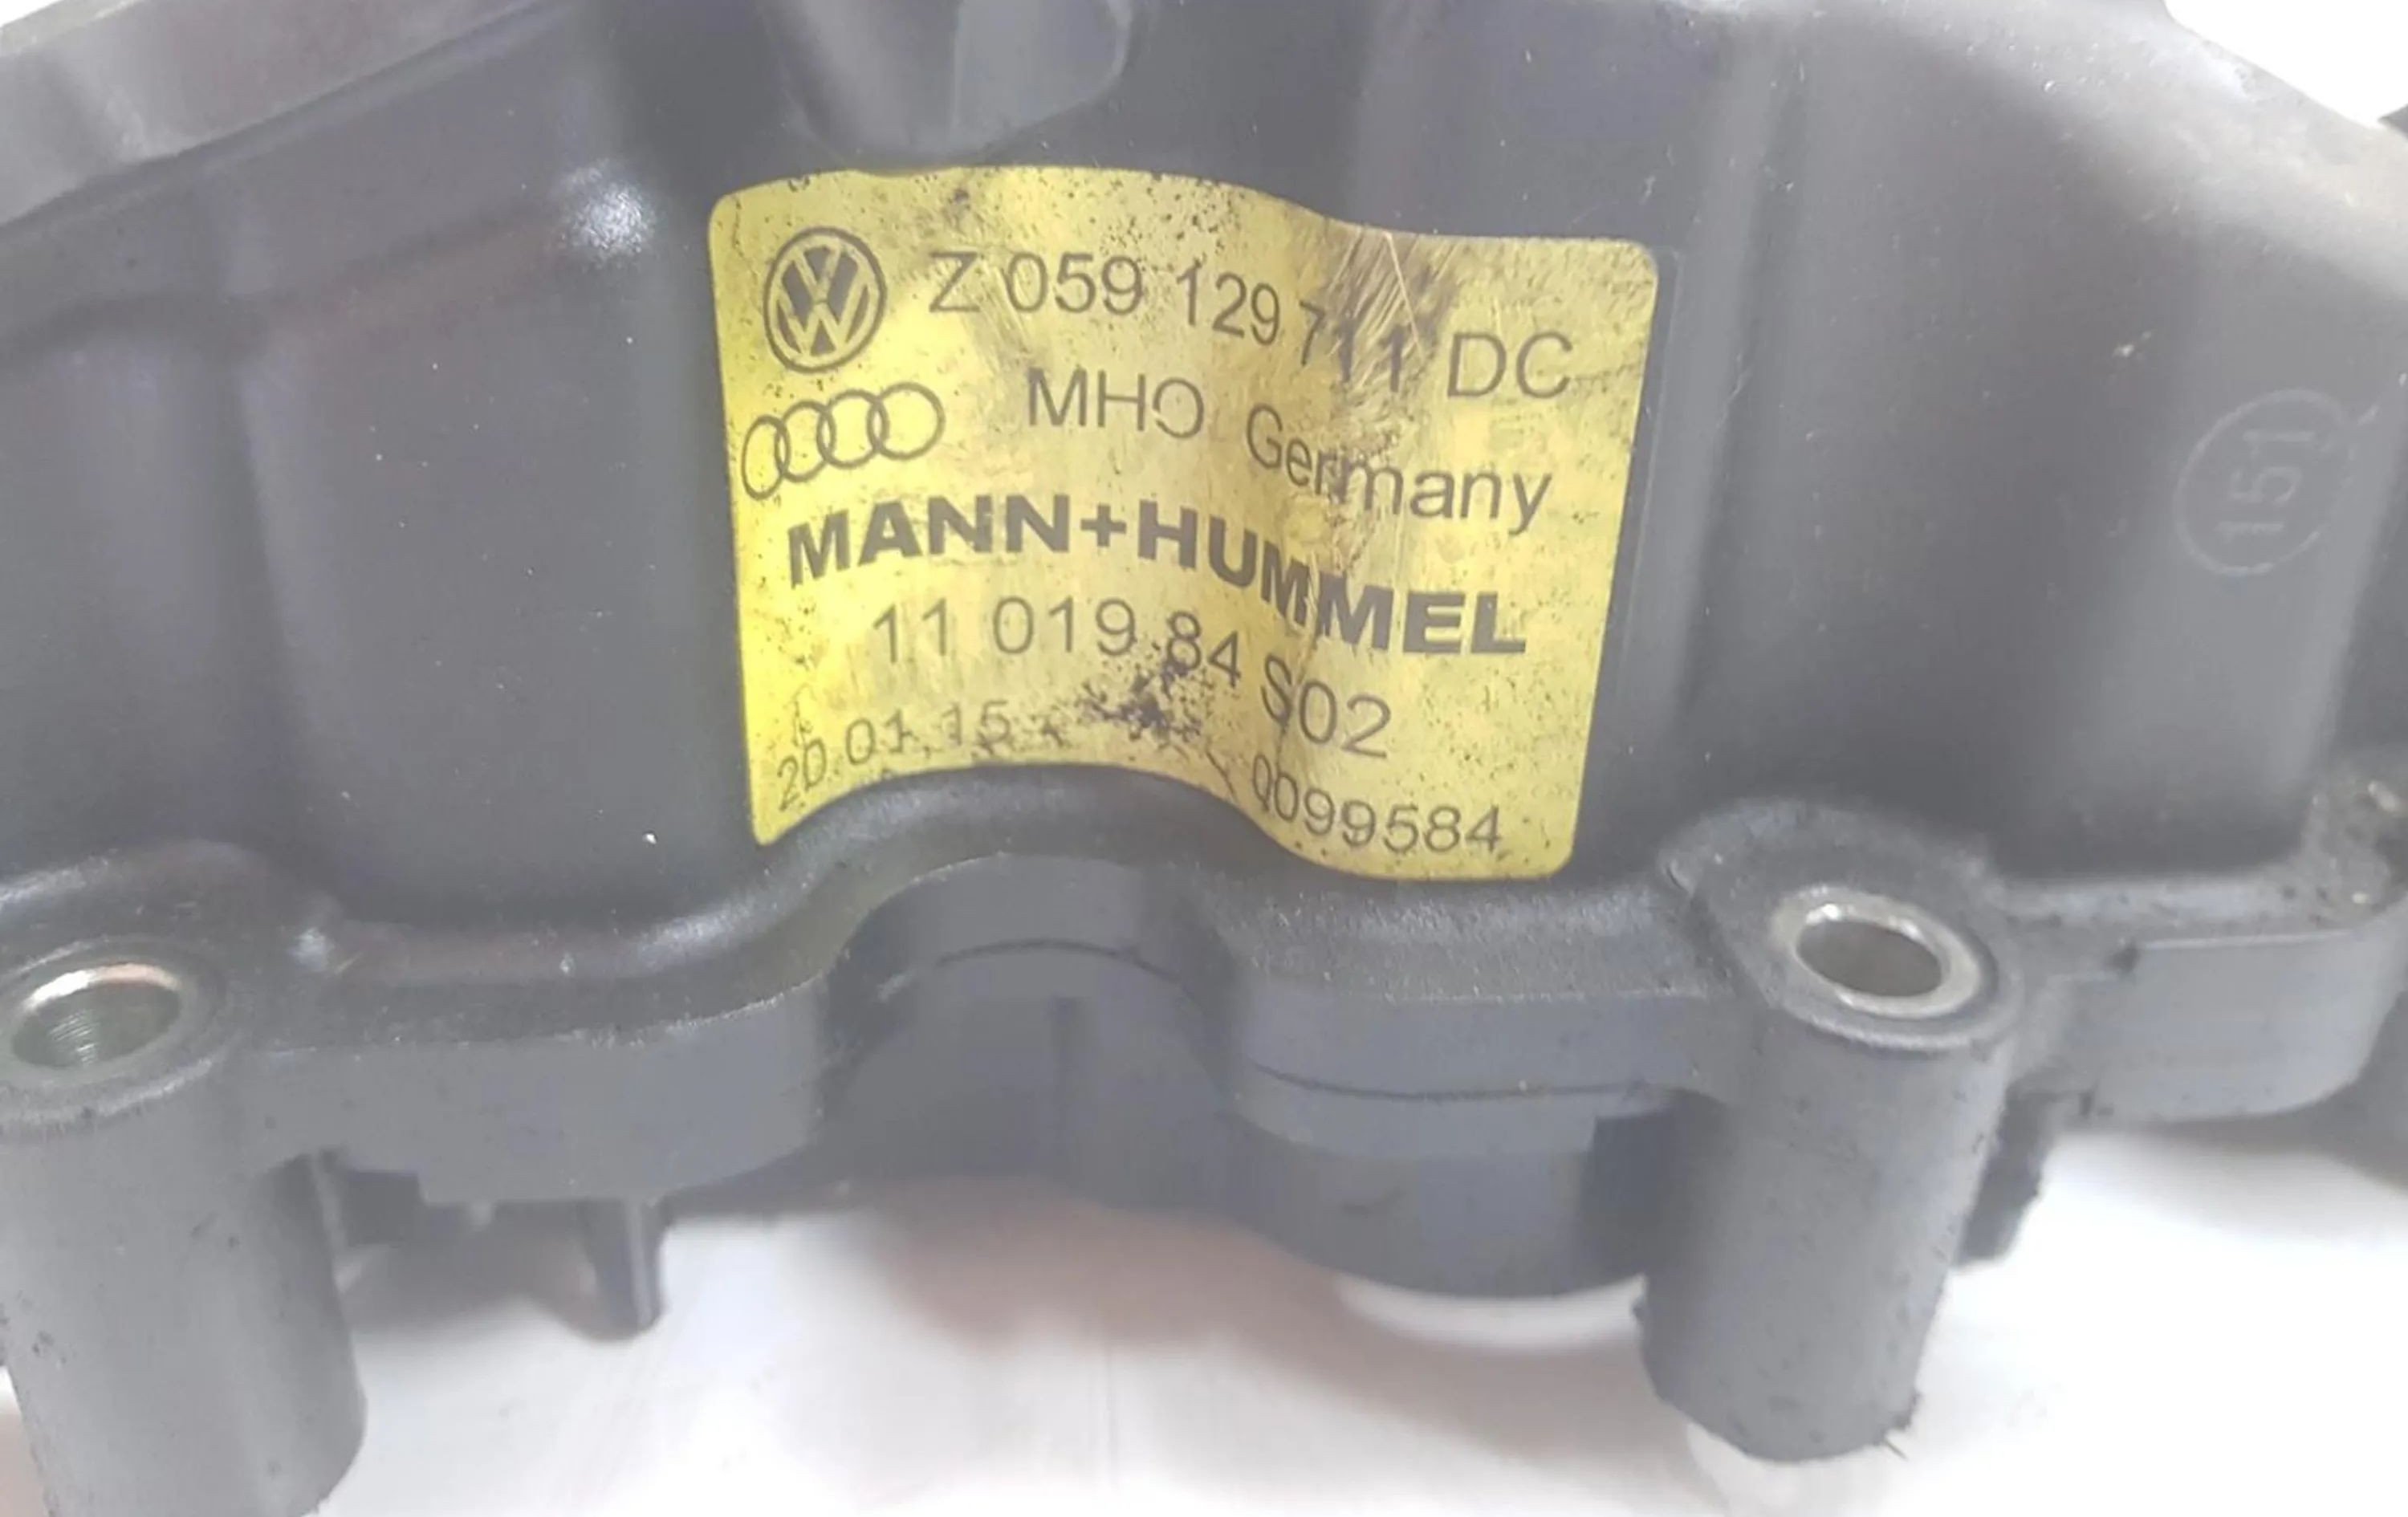 Z 059 129 711 DC
MHO Germany
MANN+HUMMEL
11 019 84 S02
20.01.15 0099584
151